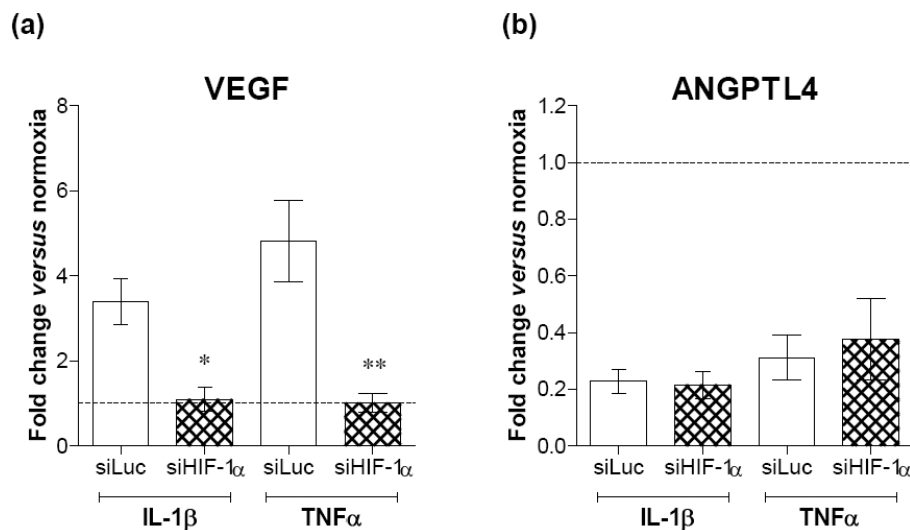 (a)
VEGF
Fold change versus normoxia
8
6
4
2
0
*
**
siLuc siHIF-1α siLuc siHIF-1α
IL-1β TNFα
(b)
ANGPTL4
Fold change versus normoxia
1.2
1.0
0.8
0.6
0.4
0.2
0.0
siLuc siHIF-1α siLuc siHIF-1α
IL-1β TNFα